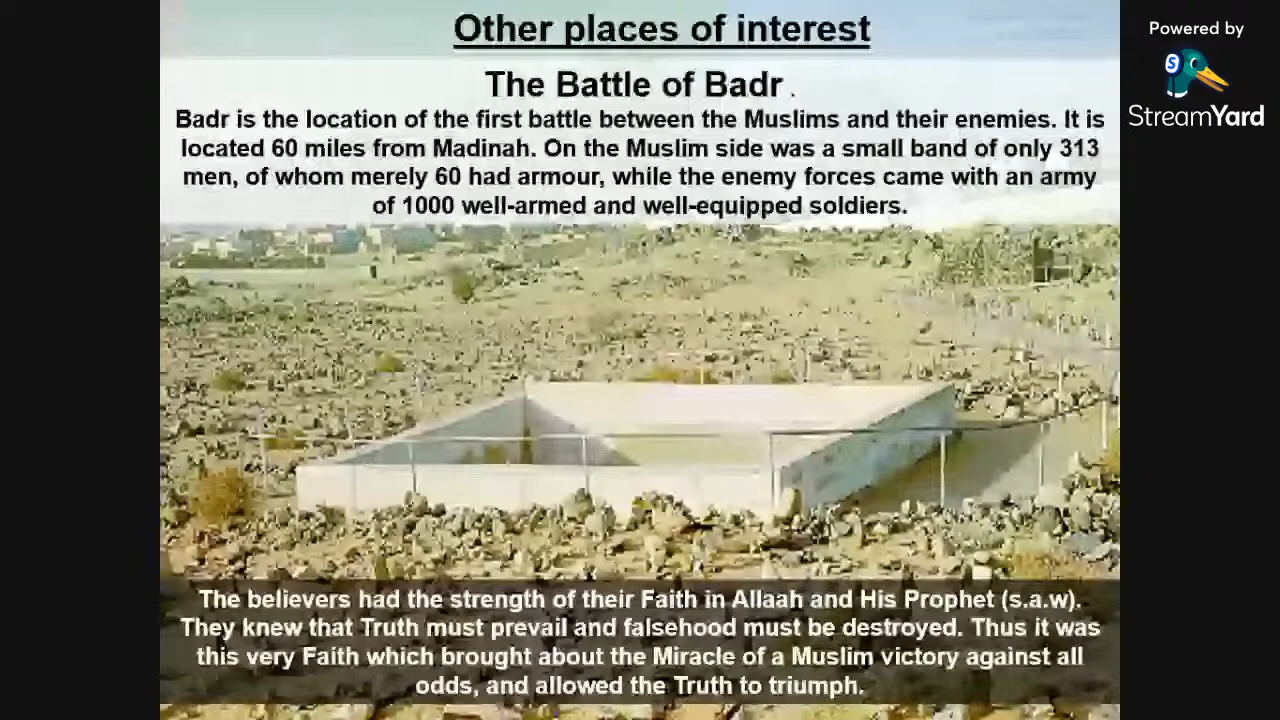 Other places of interest
The Battle of Badr .
Badr is the location of the first battle between the Muslims and their enemies. It is
located 60 miles from Madinah. On the Muslim side was a small band of only 313
men, of whom merely 60 had armour, while the enemy forces came with an army
of 1000 well-armed and well-equipped soldiers.
The believers had the strength of their Faith in Allaah and His Prophet (s.a.w).
They knew that Truth must prevail and falsehood must be destroyed. Thus it was
this very Faith which brought about the Miracle of a Muslim victory against all
odds, and allowed the Truth to triumph.
Powered by
S
StreamYard